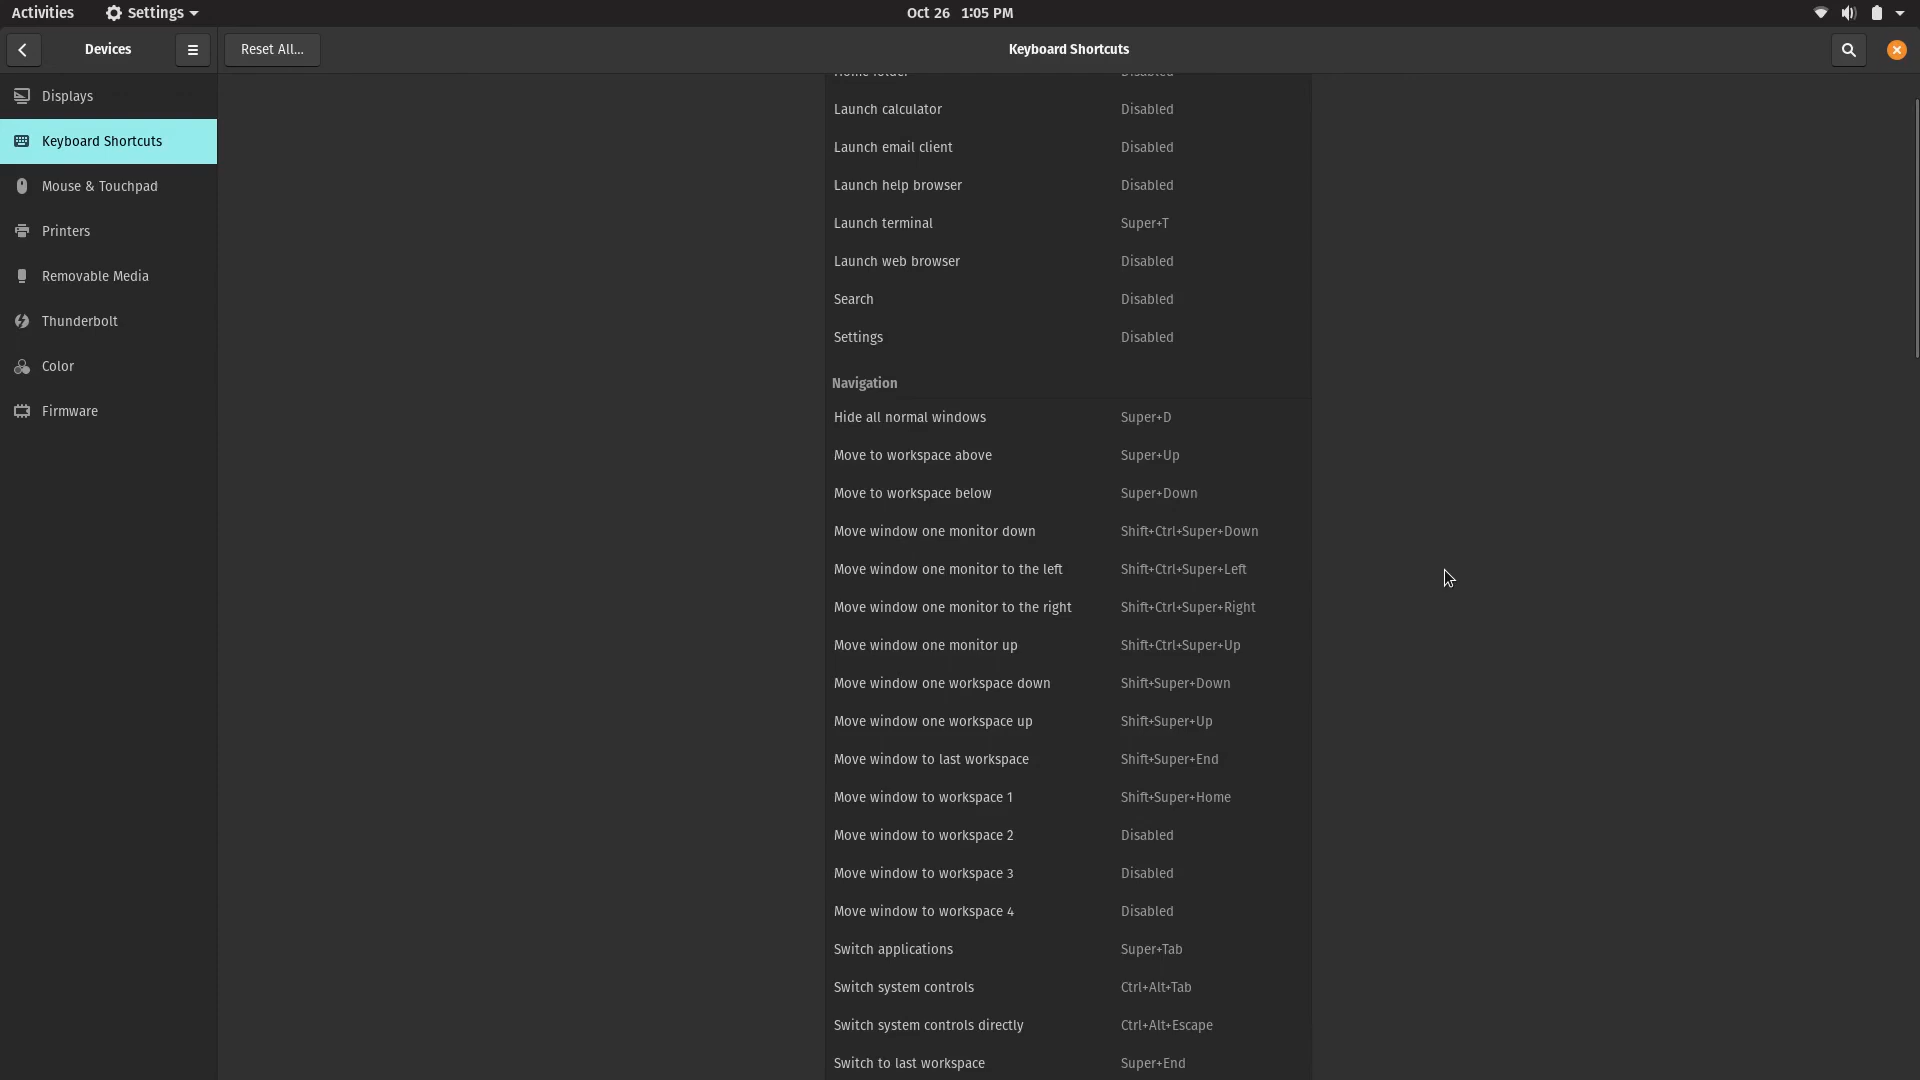 Activities Settings Oct 26 1:05 PM
Devices Reset All... Keyboard Shortcuts
Displays
Keyboard Shortcuts
Mouse & Touchpad
Printers
Removable Media
Thunderbolt
Color
Firmware
Home folder Disabled
Launch calculator Disabled
Launch email client Disabled
Launch help browser Disabled
Launch terminal Super+T
Launch web browser Disabled
Search Disabled
Settings Disabled
Navigation
Hide all normal windows Super+D
Move to workspace above Super+Up
Move to workspace below Super+Down
Move window one monitor down Shift+Ctrl+Super+Down
Move window one monitor to the left Shift+Ctrl+Super+Left
Move window one monitor to the right Shift+Ctrl+Super+Right
Move window one monitor up Shift+Ctrl+Super+Up
Move window one workspace down Shift+Super+Down
Move window one workspace up Shift+Super+Up
Move window to last workspace Shift+Super+End
Move window to workspace 1 Shift+Super+Home
Move window to workspace 2 Disabled
Move window to workspace 3 Disabled
Move window to workspace 4 Disabled
Switch applications Super+Tab
Switch system controls Ctrl+Alt+Tab
Switch system controls directly Ctrl+Alt+Escape
Switch to last workspace Super+End